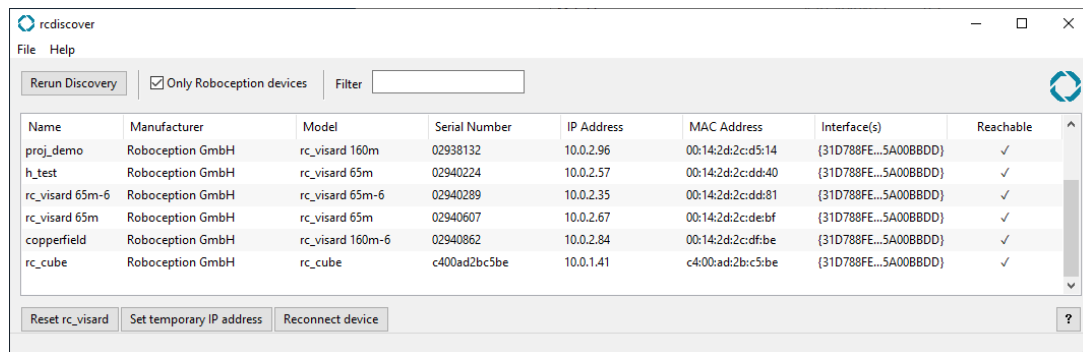 rcdiscover
File Help
Rerun Discovery Only Roboception devices Filter
Name Manufacturer Model Serial Number IP Address MAC Address Interface(s) Reachable
proj_demo Roboception GmbH rc_visard 160m 02938132 10.0.2.96 00:14:2d:2c:d5:14 {31D788FE...5A00BBDD} ✓
h_test Roboception GmbH rc_visard 65m 02940224 10.0.2.57 00:14:2d:2c:dd:40 {31D788FE...5A00BBDD} ✓
rc_visard 65m-6 Roboception GmbH rc_visard 65m-6 02940289 10.0.2.35 00:14:2d:2c:dd:81 {31D788FE...5A00BBDD} ✓
rc_visard 65m Roboception GmbH rc_visard 65m 02940607 10.0.2.67 00:14:2d:2c:de:bf {31D788FE...5A00BBDD} ✓
copperfield Roboception GmbH rc_visard 160m-6 02940862 10.0.2.84 00:14:2d:2c:df:be {31D788FE...5A00BBDD} ✓
rc_cube Roboception GmbH rc_cube c400ad2bc5be 10.0.1.41 c4:00:ad:2b:c5:be {31D788FE...5A00BBDD} ✓
Reset rc_visard Set temporary IP address Reconnect device ?